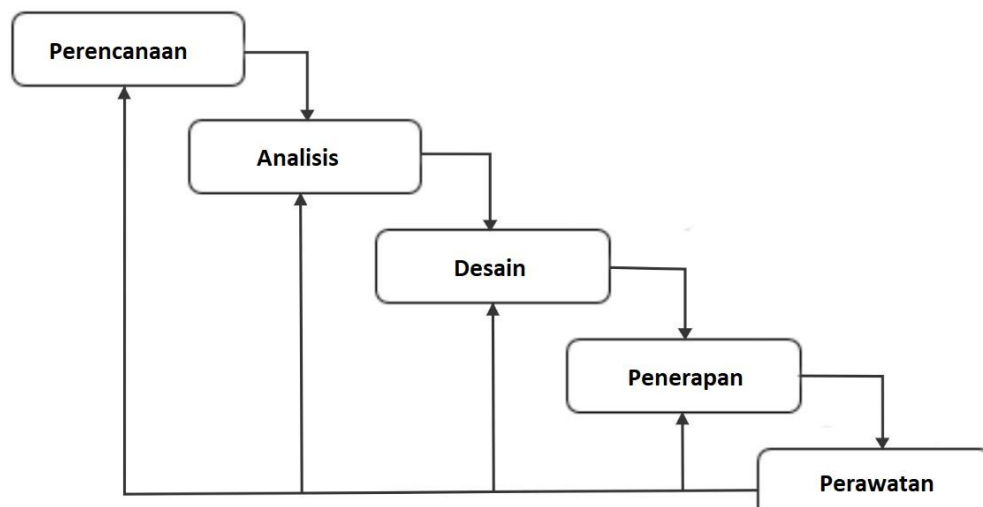 Perencanaan
Analisis
Desain
Penerapan
Perawatan